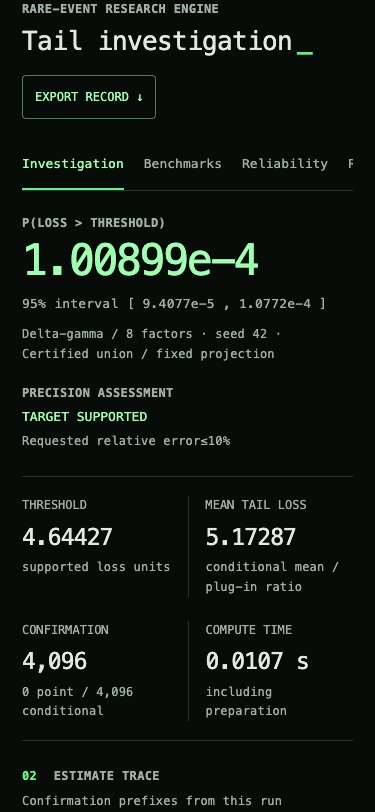 RARE-EVENT RESEARCH ENGINE
Tail investigation_
EXPORT RECORD ↓
Investigation Benchmarks Reliability
P(LOSS > THRESHOLD)
1.00899e−4
95% interval [ 9.4077e-5 , 1.0772e-4 ]
Delta-gamma / 8 factors · seed 42 ·
Certified union / fixed projection
PRECISION ASSESSMENT
TARGET SUPPORTED
Requested relative error≤10%
THRESHOLD
4.64427
supported loss units
MEAN TAIL LOSS
5.17287
conditional mean /
plug-in ratio
CONFIRMATION
4,096
0 point / 4,096
conditional
COMPUTE TIME
0.0107 s
including
preparation
02 ESTIMATE TRACE
Confirmation prefixes from this run